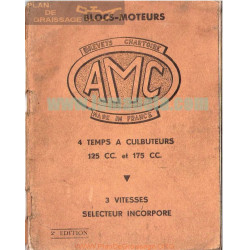 PLAN DE
GRAISSAGE
BLOCS-MOTEURS
BREVETS CHARTOIRE
AMC
MADE IN FRANCE
4 TEMPS A CULBUTEURS
125 CC. et 175 CC.
3 VITESSES
SELECTEUR INCORPORE
2e EDITION